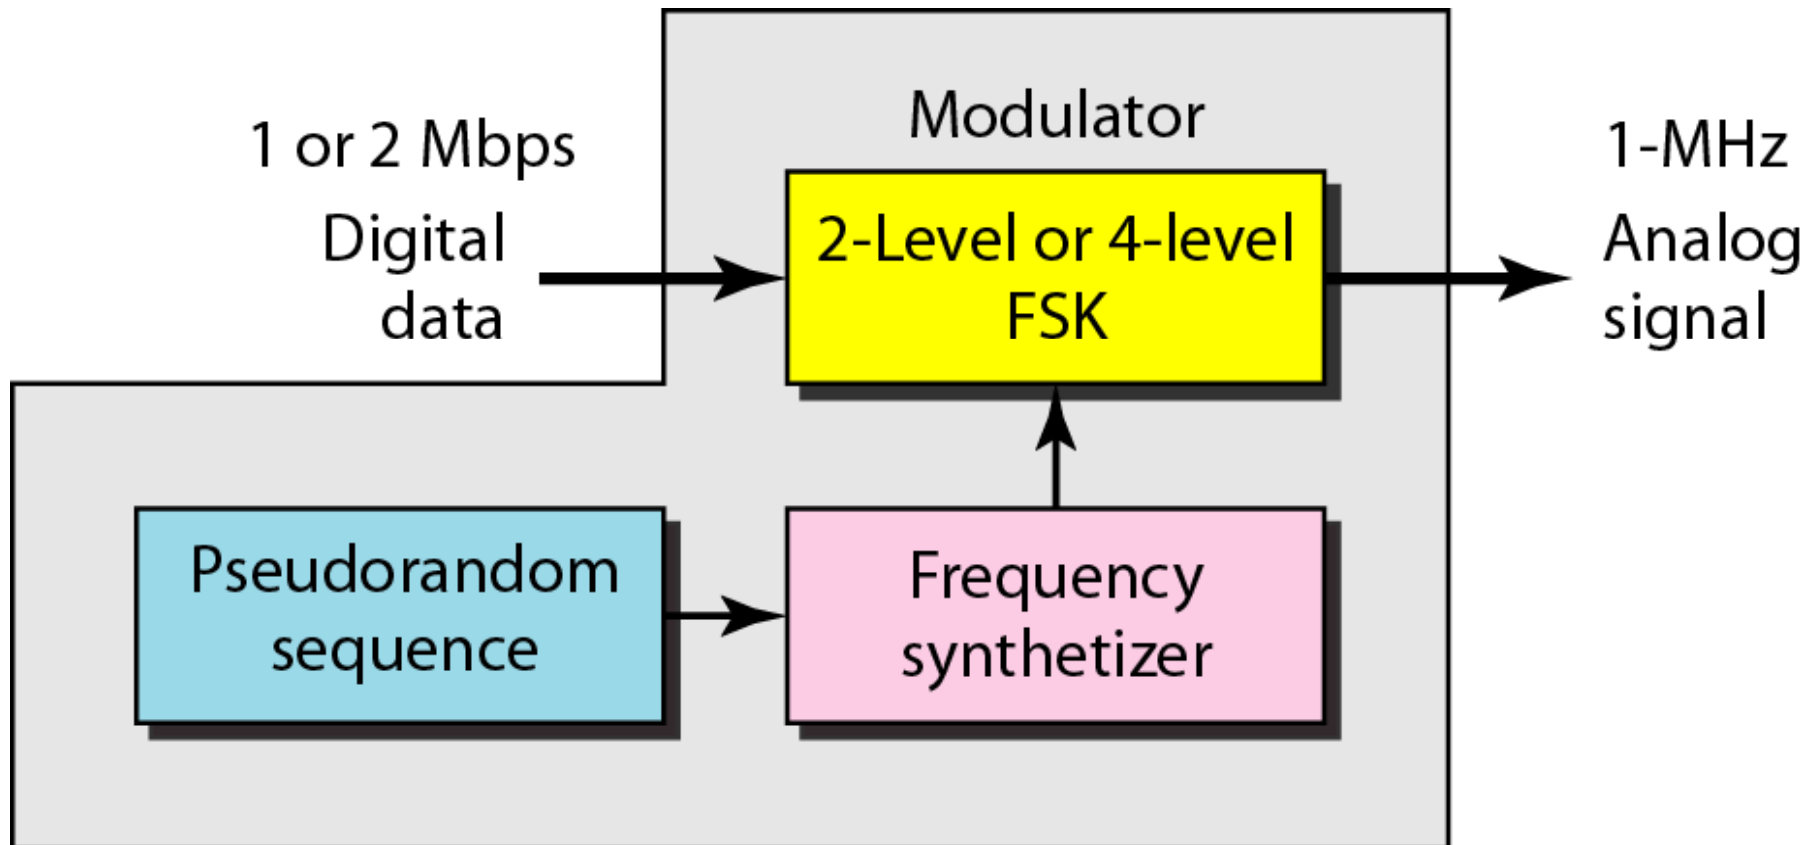 1 or 2 Mbps
Digital
data
Modulator
2-Level or 4-level
FSK
1-MHz
Analog
signal
Pseudorandom
sequence
Frequency
synthetizer